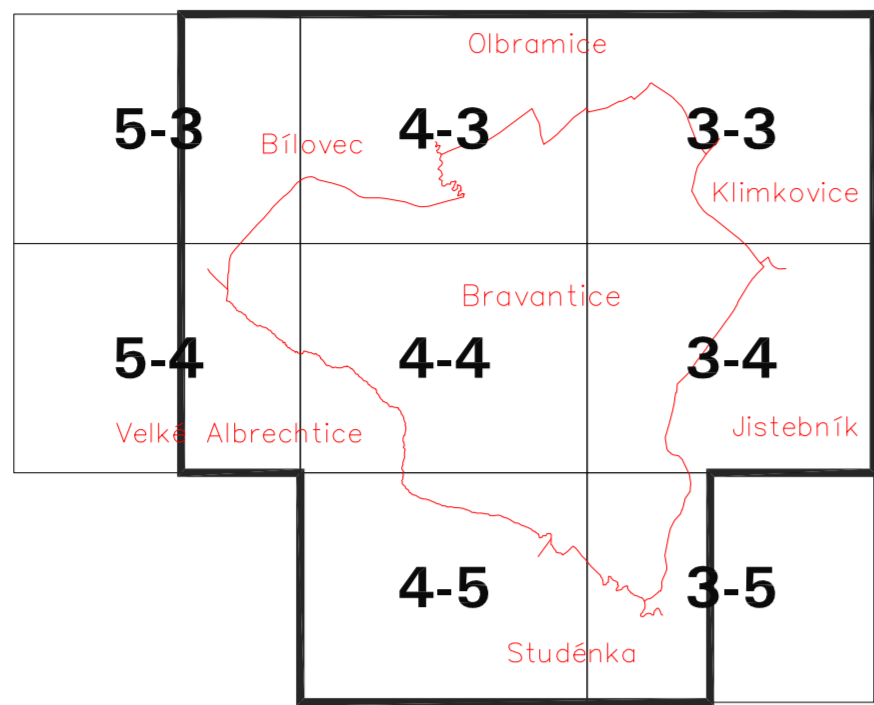 Olbramice
5-3 4-3 3-3
Bílovec
Klimkovice
Bravantice
5-4 4-4 3-4
Velké Albrechtice
Jistebník
4-5 3-5
Studénka